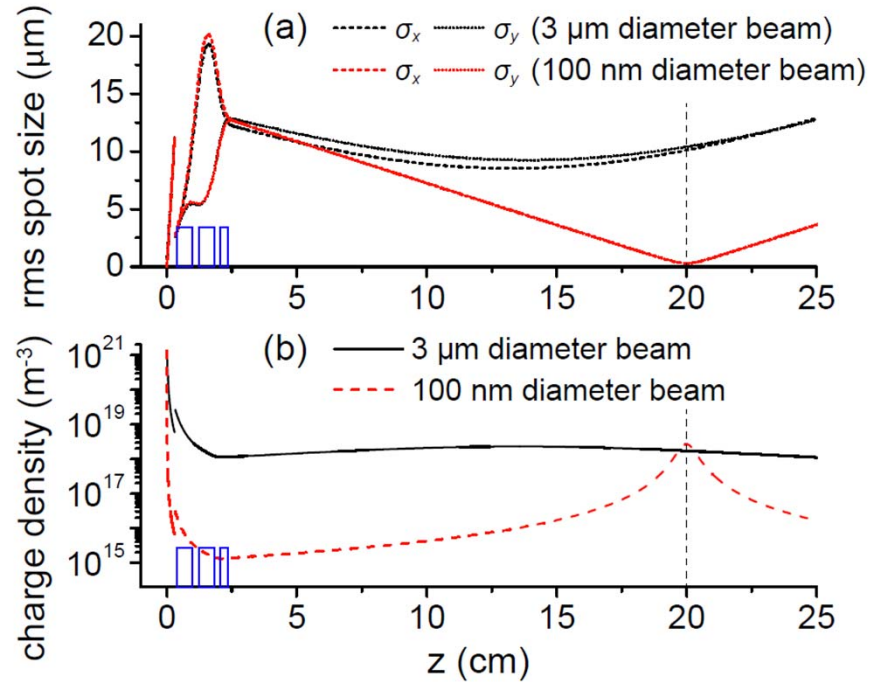 (a)
σx σy (3 μm diameter beam)
σx σy (100 nm diameter beam)
rms spot size (μm)
20
15
10
5
0
0 5 10 15 20 25
(b)
3 μm diameter beam
100 nm diameter beam
charge density (m-3)
10^21
10^19
10^17
10^15
0 5 10 15 20 25
z (cm)